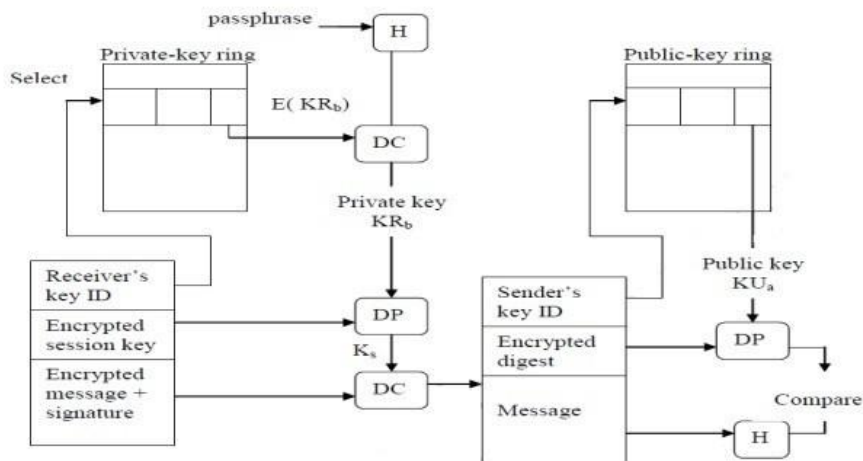 passphrase
H
Private-key ring
Public-key ring
Select
E( KRb)
DC
Private key
KRb
Public key
KUa
Receiver's
key ID
Encrypted
session key
Encrypted
message +
signature
DP
Ks
DC
Sender's
key ID
Encrypted
digest
Message
DP
Compare
H